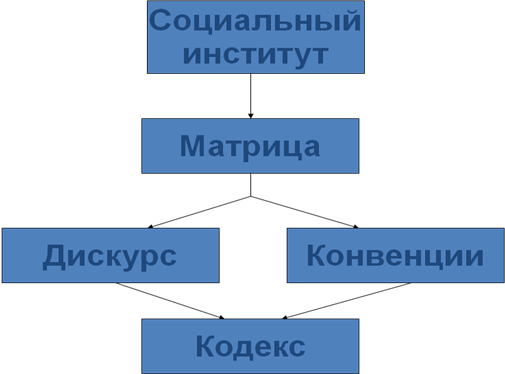 Социальный
институт
Матрица
Дискурс
Конвенции
Кодекс